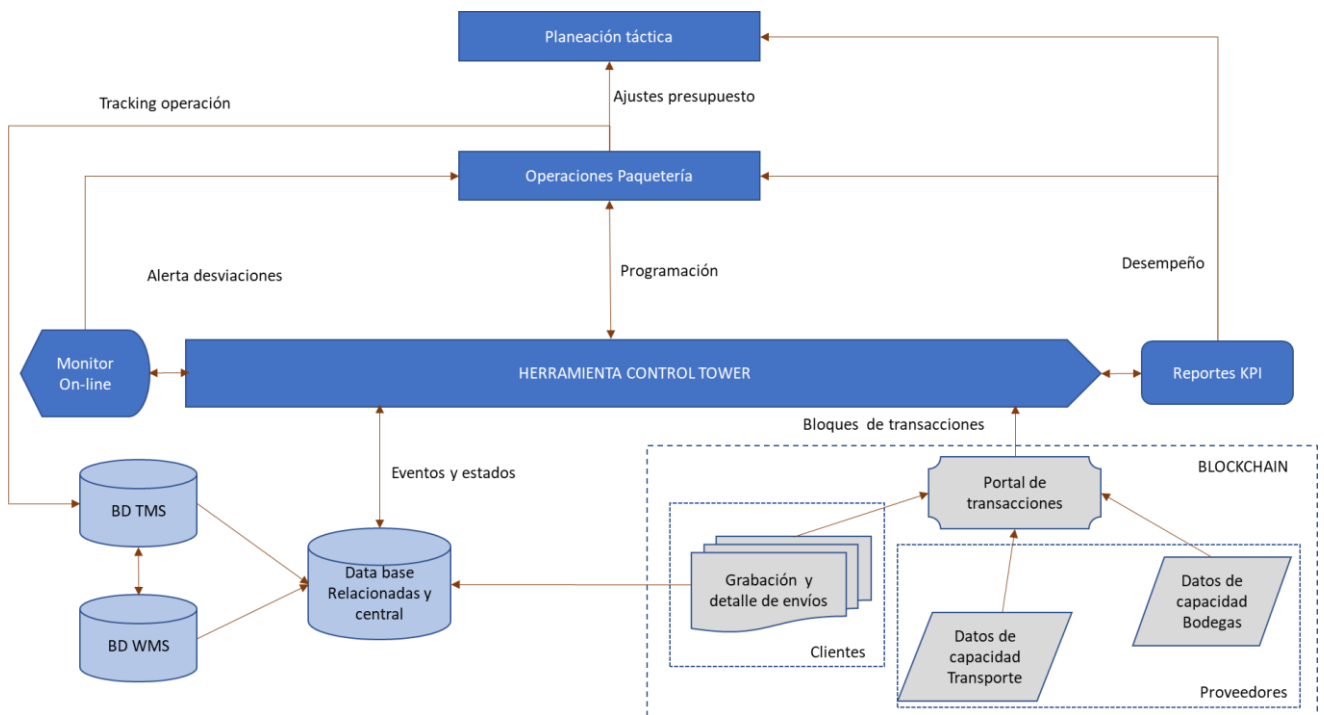 Planeación táctica
Tracking operación
Ajustes presupuesto
Operaciones Paquetería
Alerta desviaciones
Programación
Desempeño
Monitor
On-line
HERRAMIENTA CONTROL TOWER
Reportes KPI
Bloques de transacciones
Eventos y estados
BLOCKCHAIN
Portal de
transacciones
BD TMS
Data base
Relacionadas y
central
Grabación y
detalle de envíos
Datos de
capacidad
Bodegas
BD WMS
Datos de
capacidad
Transporte
Clientes
Proveedores